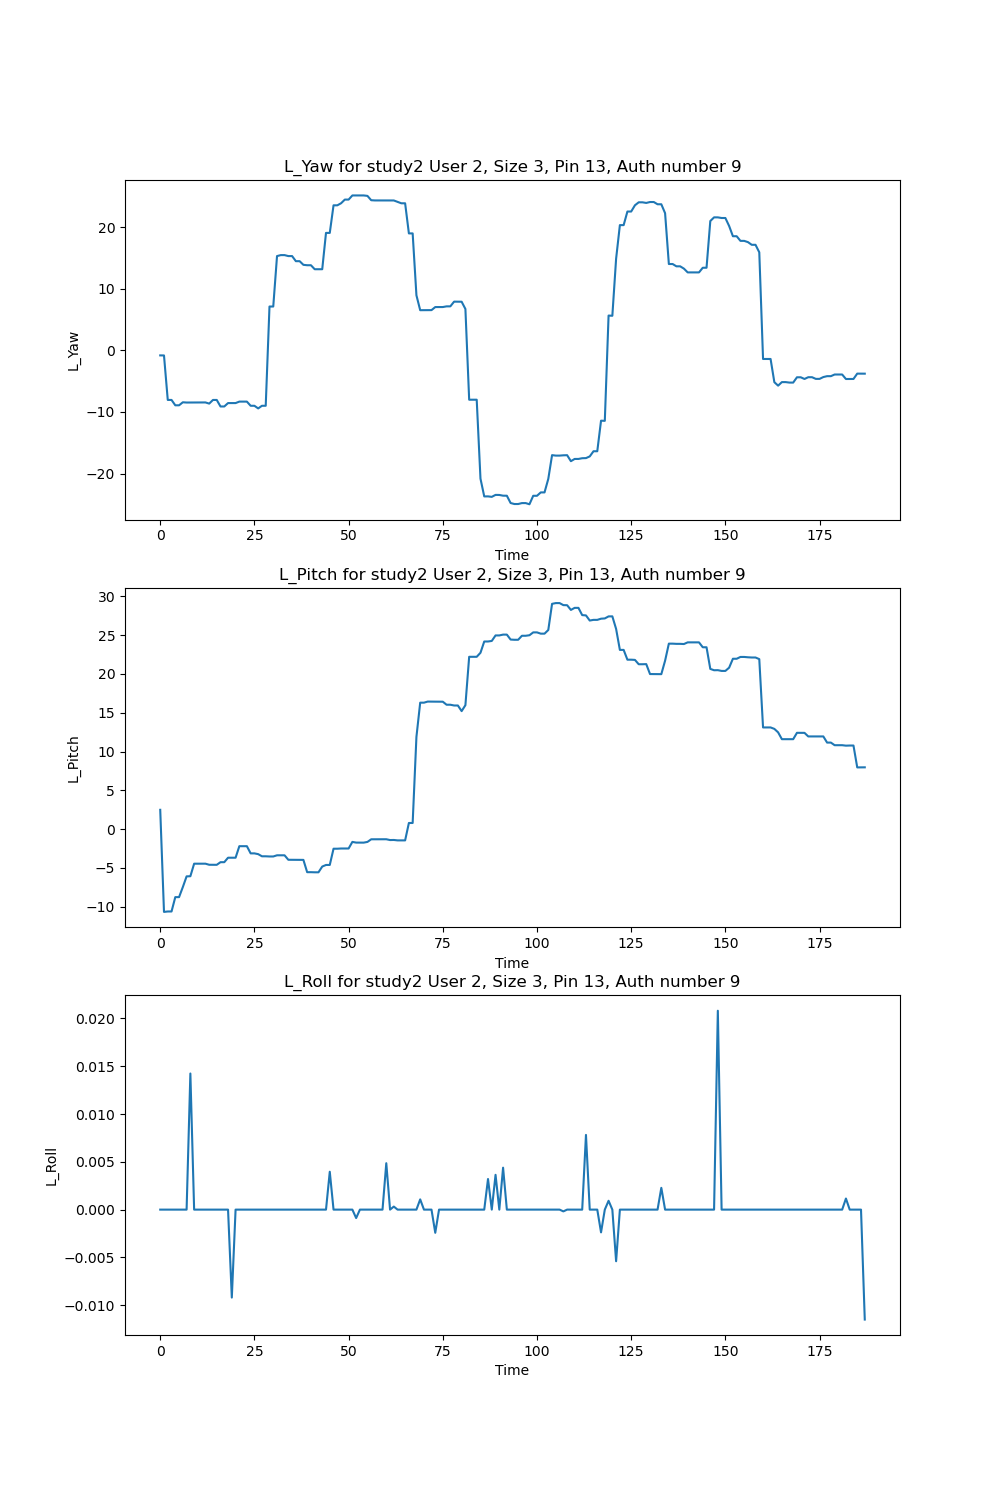 L_Yaw for study2 User 2, Size 3, Pin 13, Auth number 9
20
10
0
−10
−20
L_Yaw
0 25 50 75 100 125 150 175
Time
L_Pitch for study2 User 2, Size 3, Pin 13, Auth number 9
30
25
20
15
10
5
0
−5
−10
L_Pitch
0 25 50 75 100 125 150 175
Time
L_Roll for study2 User 2, Size 3, Pin 13, Auth number 9
0.020
0.015
0.010
0.005
0.000
−0.005
−0.010
L_Roll
0 25 50 75 100 125 150 175
Time